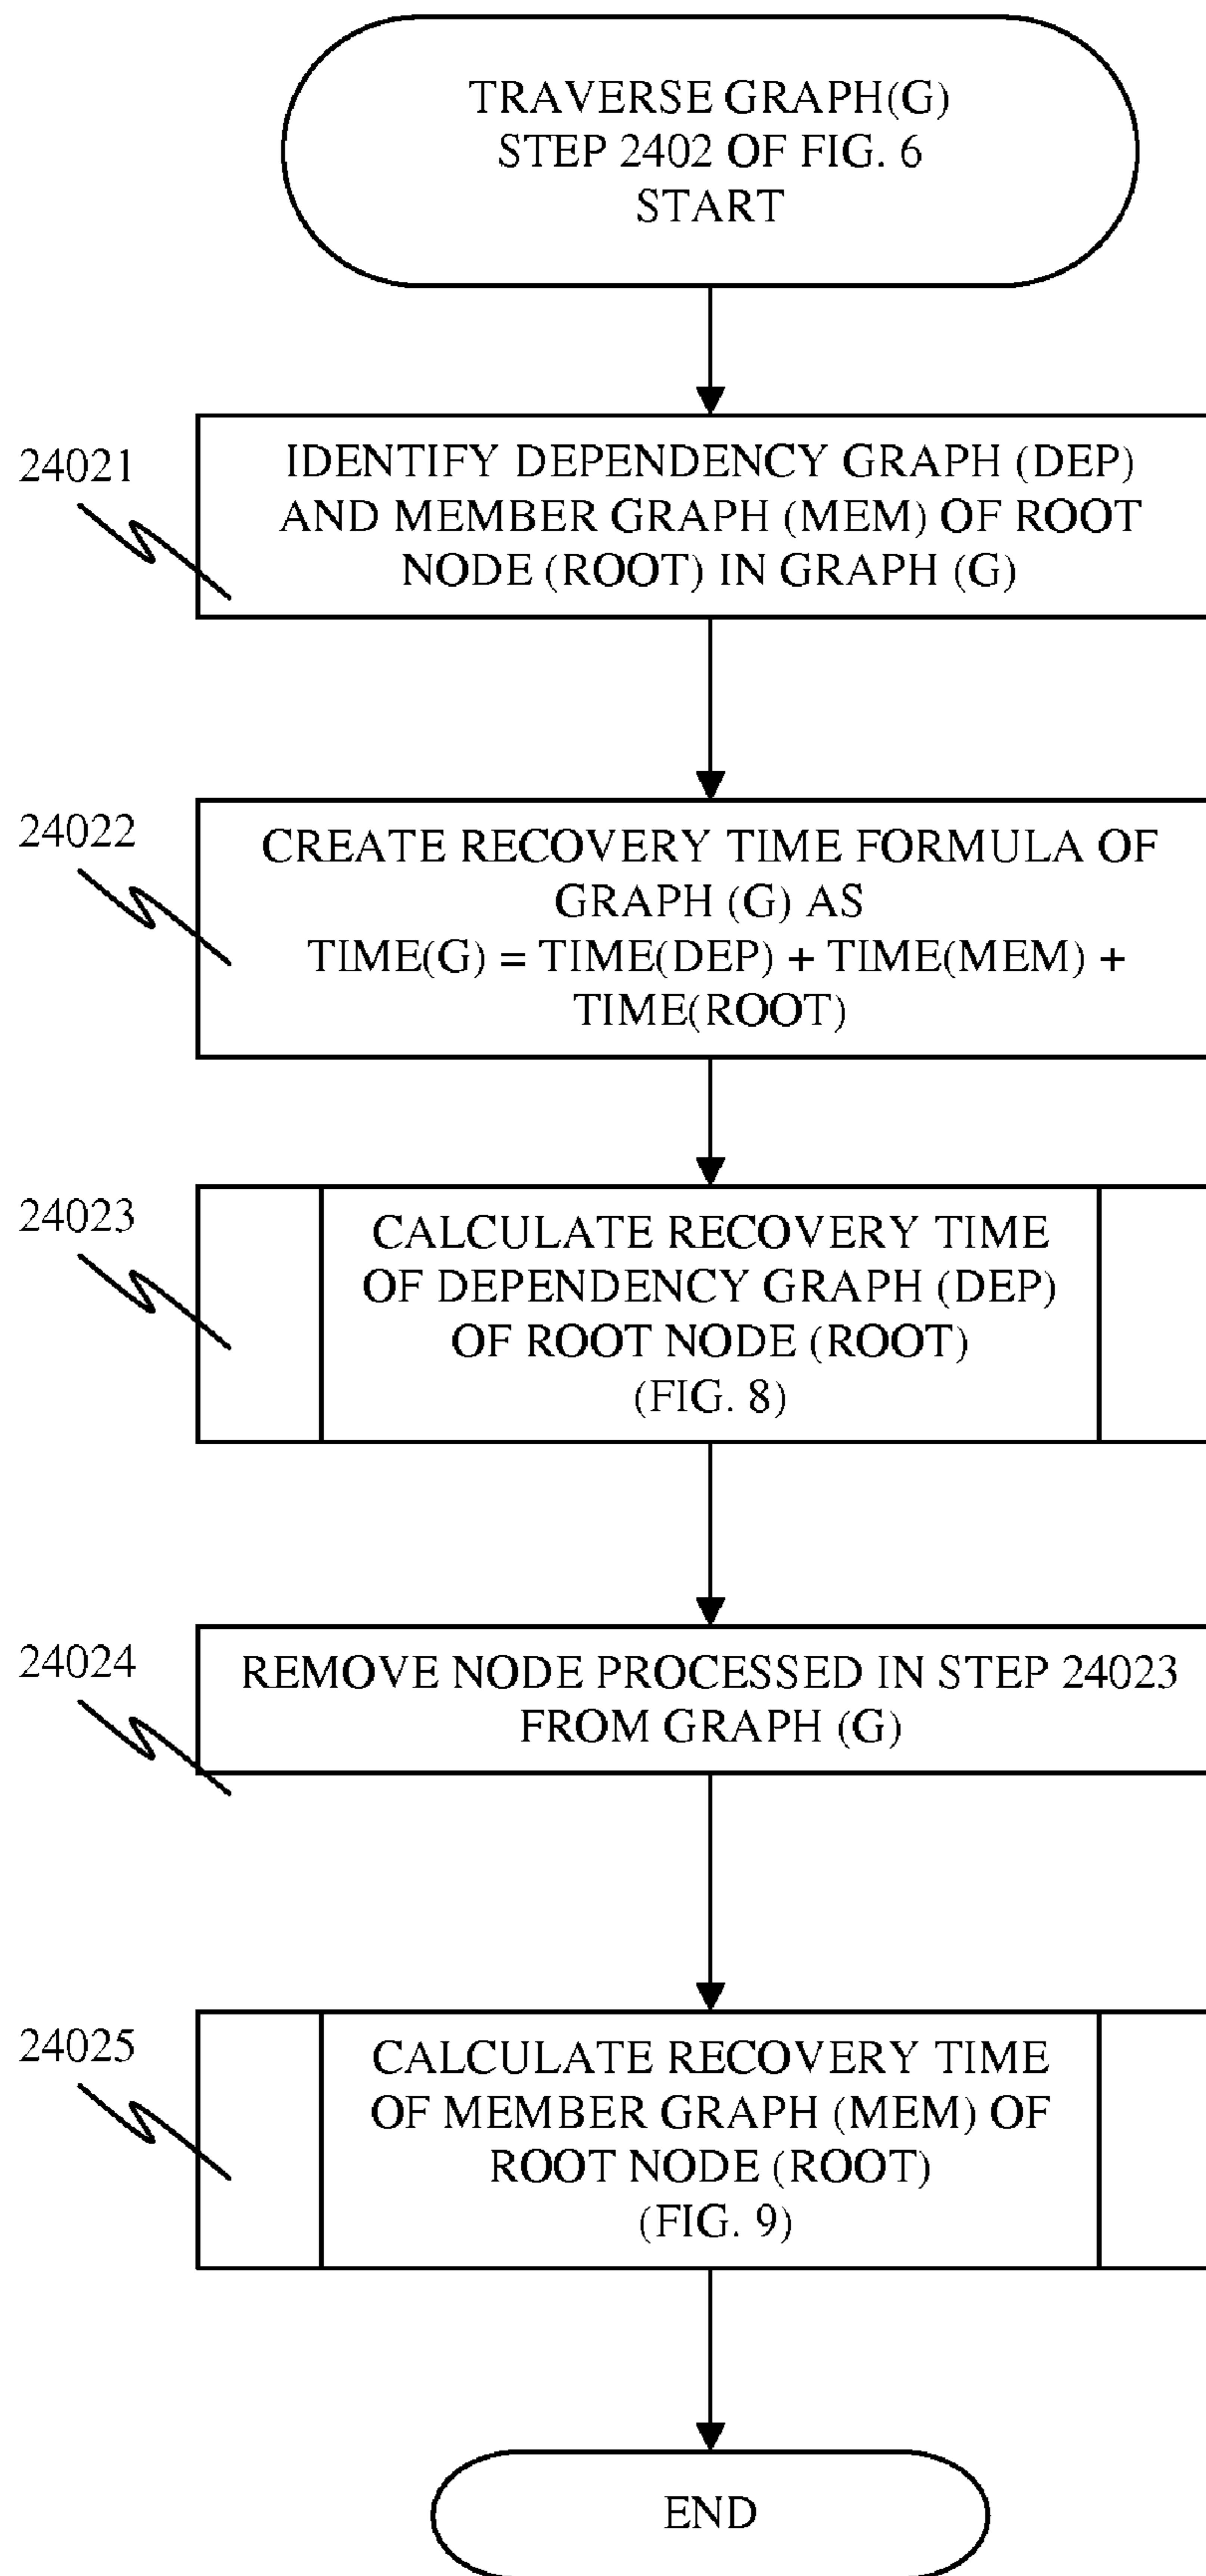 TRAVERSE GRAPH(G)
STEP 2402 OF FIG. 6
START
24021
IDENTIFY DEPENDENCY GRAPH (DEP)
AND MEMBER GRAPH (MEM) OF ROOT
NODE (ROOT) IN GRAPH (G)
24022
CREATE RECOVERY TIME FORMULA OF
GRAPH (G) AS
TIME(G) = TIME(DEP) + TIME(MEM) +
TIME(ROOT)
24023
CALCULATE RECOVERY TIME
OF DEPENDENCY GRAPH (DEP)
OF ROOT NODE (ROOT)
(FIG. 8)
24024
REMOVE NODE PROCESSED IN STEP 24023
FROM GRAPH (G)
24025
CALCULATE RECOVERY TIME
OF MEMBER GRAPH (MEM) OF
ROOT NODE (ROOT)
(FIG. 9)
END